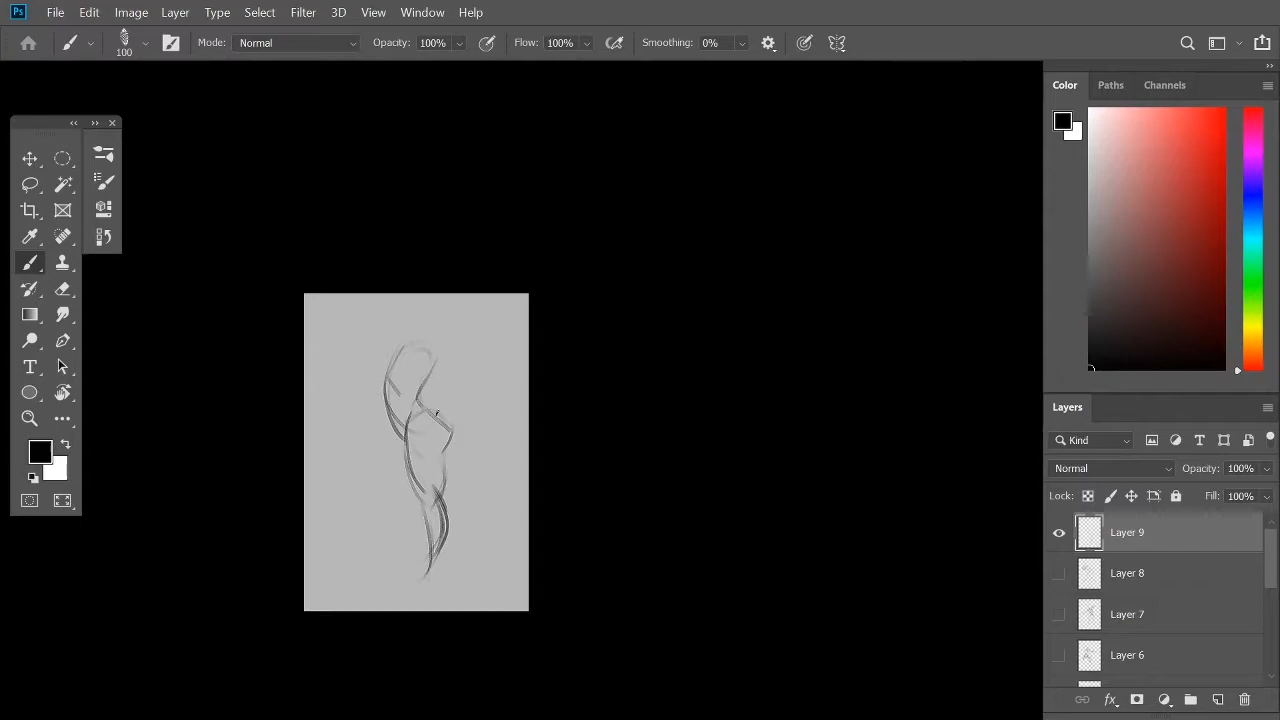 Ps File Edit Image Layer Type Select Filter 3D View Window Help
100 Mode: Normal Opacity: 100% Flow: 100% Smoothing: 0%
Color Paths Channels
Layers
Kind
Normal Opacity: 100%
Lock: Fill: 100%
Layer 9
Layer 8
Layer 7
Layer 6